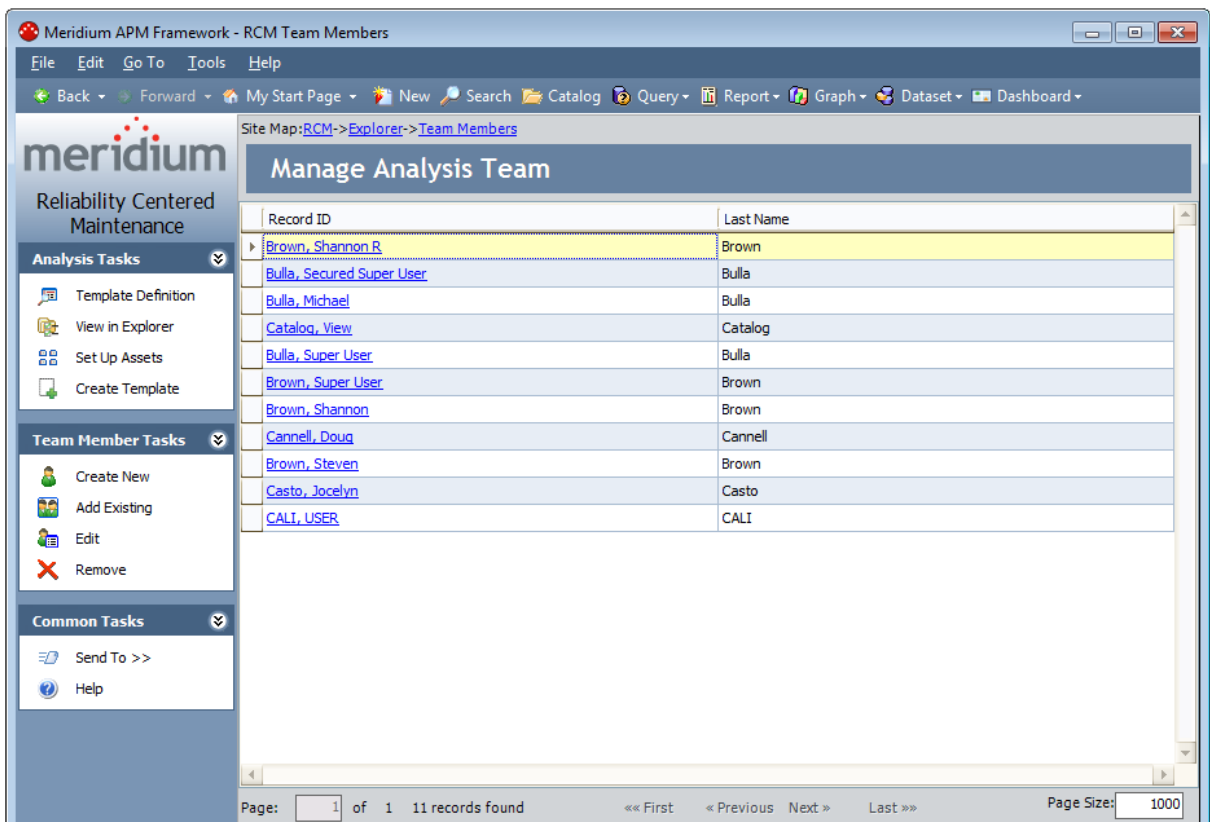 Meridium APM Framework - RCM Team Members
File Edit Go To Tools Help
Back Forward My Start Page New Search Catalog Query Report Graph Dataset Dashboard
meridium
Reliability Centered
Maintenance
Analysis Tasks
Template Definition
View in Explorer
Set Up Assets
Create Template
Team Member Tasks
Create New
Add Existing
Edit
Remove
Common Tasks
Send To >>
Help
Site Map:RCM->Explorer->Team Members
Manage Analysis Team
Record ID Last Name
Brown, Shannon R Brown
Bulla, Secured Super User Bulla
Bulla, Michael Bulla
Catalog, View Catalog
Bulla, Super User Bulla
Brown, Super User Brown
Brown, Shannon Brown
Cannell, Doug Cannell
Brown, Steven Brown
Casto, Jocelyn Casto
CALI, USER CALI
Page: 1 of 1 11 records found «« First « Previous Next » Last »» Page Size: 1000